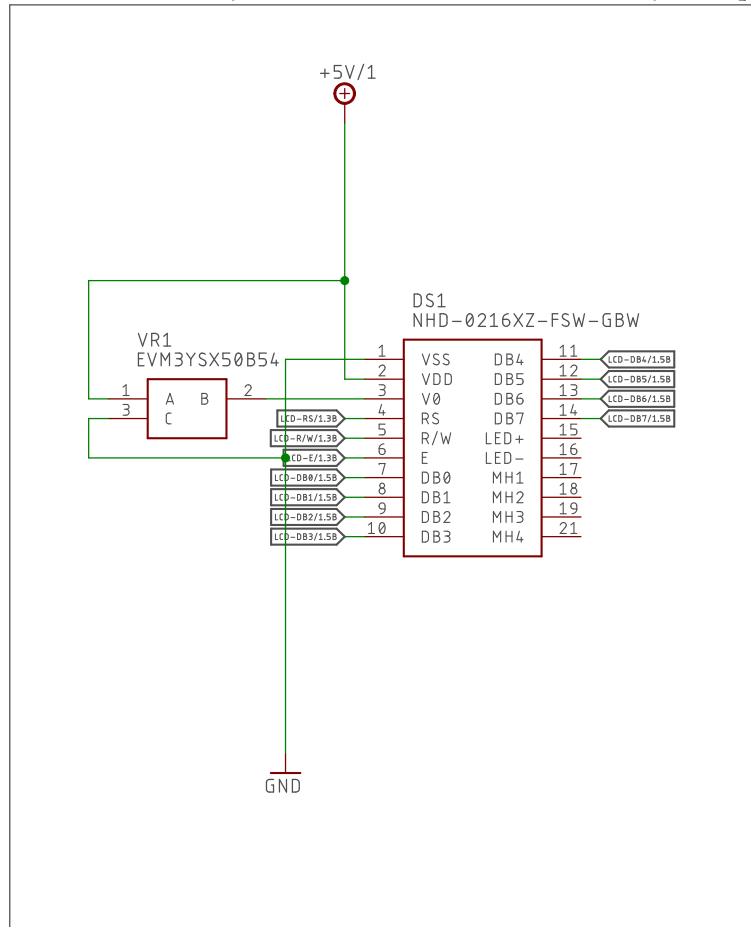 +5V/1
DS1
NHD-0216XZ-FSW-GBW
VR1
EVM3YSX50B54
1 A B 2
3 C
1 VSS DB4 11 LCD-DB4/1.5B
2 VDD DB5 12 LCD-DB5/1.5B
3 V0 DB6 13 LCD-DB6/1.5B
LCD-RS/1.3B 4 RS DB7 14 LCD-DB7/1.5B
LCD-R/W/1.3B 5 R/W LED+ 15
LCD-E/1.3B 6 E LED- 16
LCD-DB0/1.5B 7 DB0 MH1 17
LCD-DB1/1.5B 8 DB1 MH2 18
LCD-DB2/1.5B 9 DB2 MH3 19
LCD-DB3/1.5B 10 DB3 MH4 21
GND